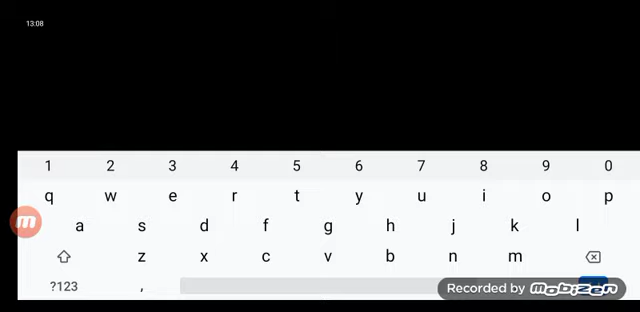 13:08
1 2 3 4 5 6 7 8 9 0
q w e r t y u i o p
a s d f g h j k l
z x c v b n m
?123 ,
Recorded by Mobizen